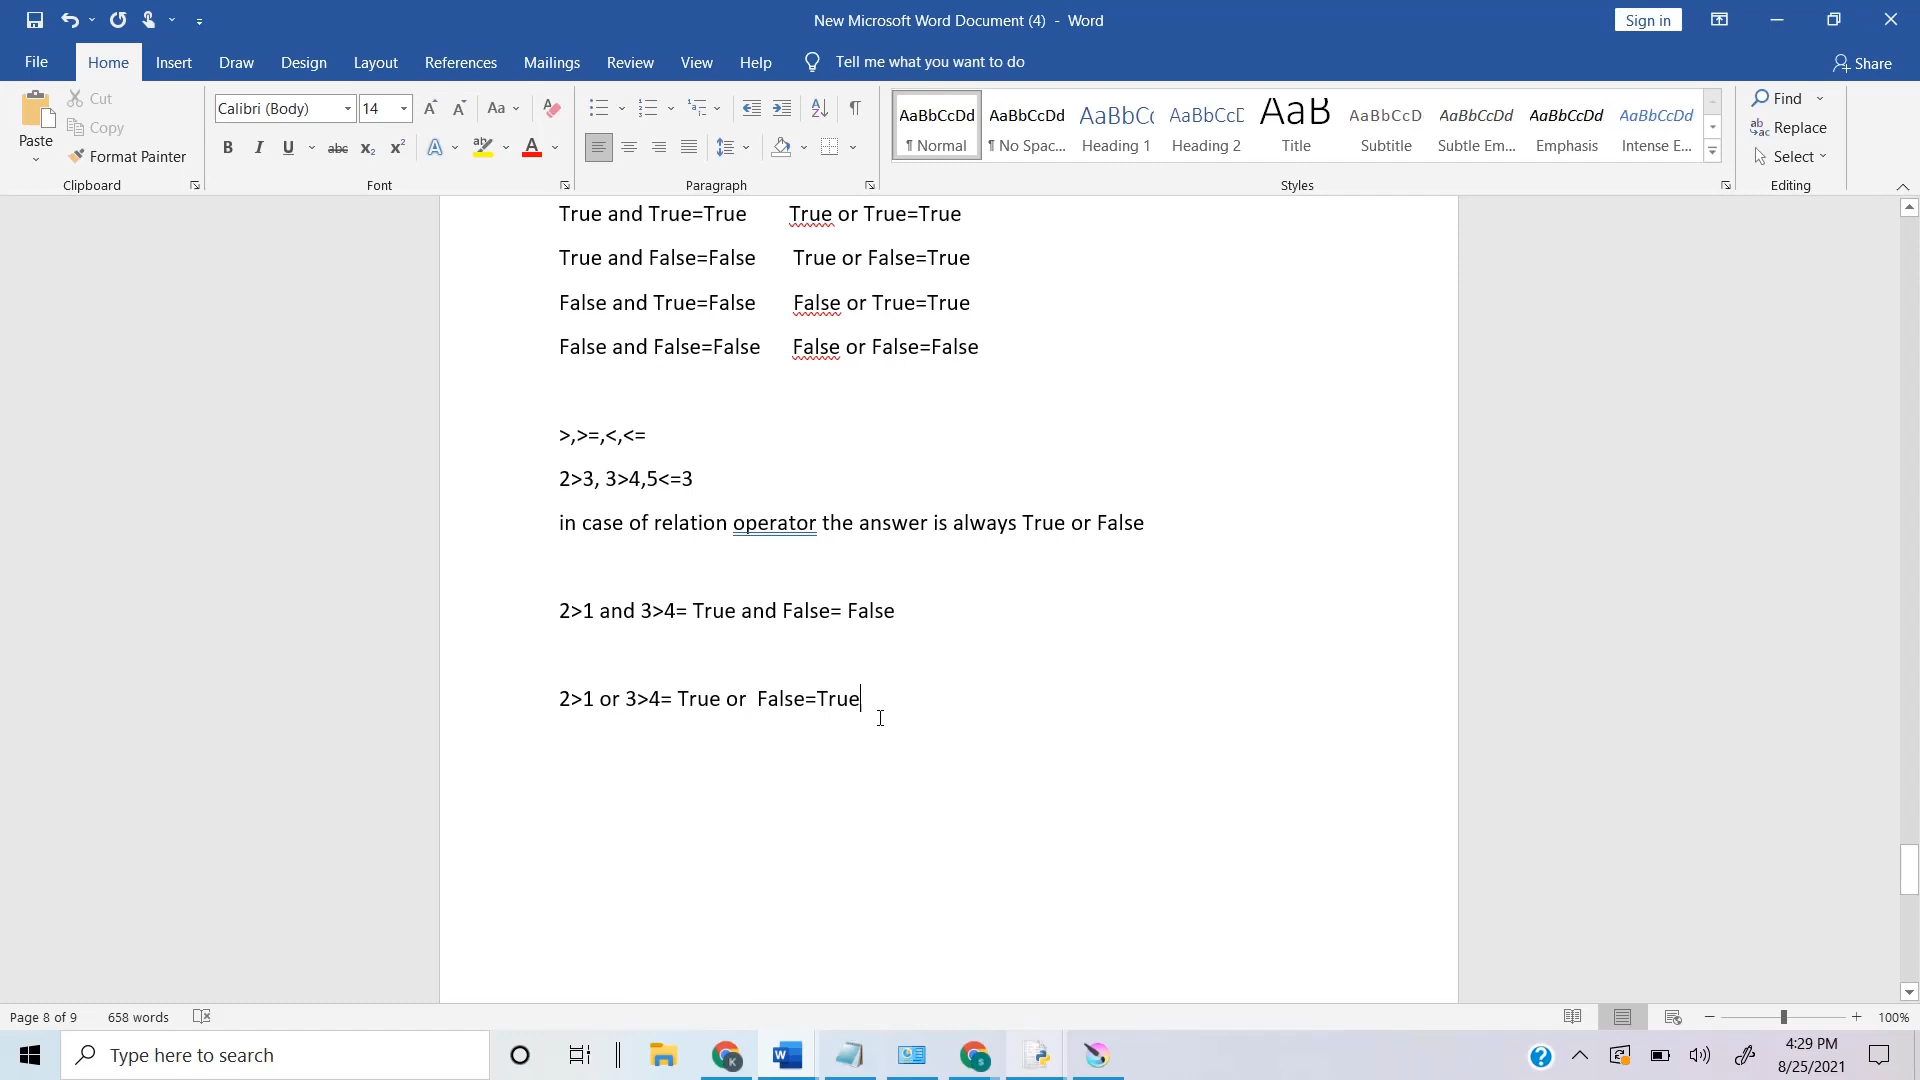 New Microsoft Word Document (4) - Word
Sign in
File Home Insert Draw Design Layout References Mailings Review View Help Tell me what you want to do Share
Paste
Cut
Copy
Format Painter
Clipboard
Calibri (Body) 14
Font
Paragraph
AaBbCcDd AaBbCcDd AaBbCc AaBbCcD AaB AaBbCcD AaBbCcDd AaBbCcDd AaBbCcDd
¶ Normal ¶ No Spac... Heading 1 Heading 2 Title Subtitle Subtle Em... Emphasis Intense E...
Styles
Find
Replace
Select
Editing
True and True=True True or True=True
True and False=False True or False=True
False and True=False False or True=True
False and False=False False or False=False
>,>=,<,<=
2>3, 3>4,5<=3
in case of relation operator the answer is always True or False
2>1 and 3>4= True and False= False
2>1 or 3>4= True or  False=True
Page 8 of 9 658 words 100%
Type here to search
4:29 PM
8/25/2021